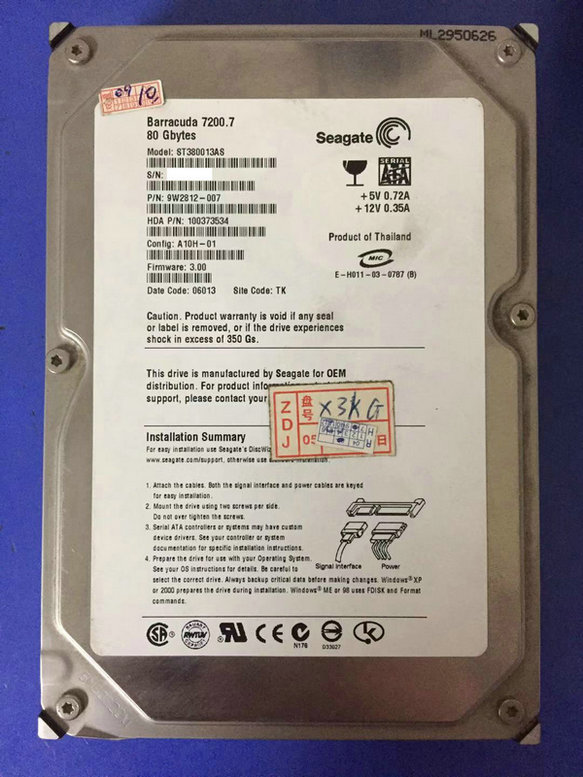 ML2950626
09 10
Barracuda 7200.7
80 Gbytes
Model: ST380013AS
S/N:
P/N: 9W2812-007
HDA P/N: 100373534
Config: A10H-01
Firmware: 3.00
Date Code: 06013 Site Code: TK
Seagate
SERIAL
ATA
+5V 0.72A
+12V 0.35A
Product of Thailand
MIC
E-H011-03-0787 (B)
Caution. Product warranty is void if any seal
or label is removed, or if the drive experiences
shock in excess of 350 Gs.
This drive is manufactured by Seagate for OEM
distribution. For product
support, please contact your
ZDJ
盘号
X3KG
05
日
Installation Summary
For easy installation use Seagate's
www.seagate.com/support, otherwise use
1. Attach the cables. Both the signal interface and power cables are keyed
for easy installation.
2. Mount the drive using two screws per side.
Do not over tighten the screws.
3. Serial ATA controllers or systems may have custom
device drivers. See your controller or system
documentation for specific installation instructions.
4. Prepare the drive for use with your Operating System.
See your OS instructions for details. Be careful to
select the correct drive. Always backup critical data before making changes. Windows® XP
or 2000 prepares the drive during installation. Windows® ME or 98 uses FDISK and Format
commands.
Signal Interface
Power
RWTÜV
N176
D33027